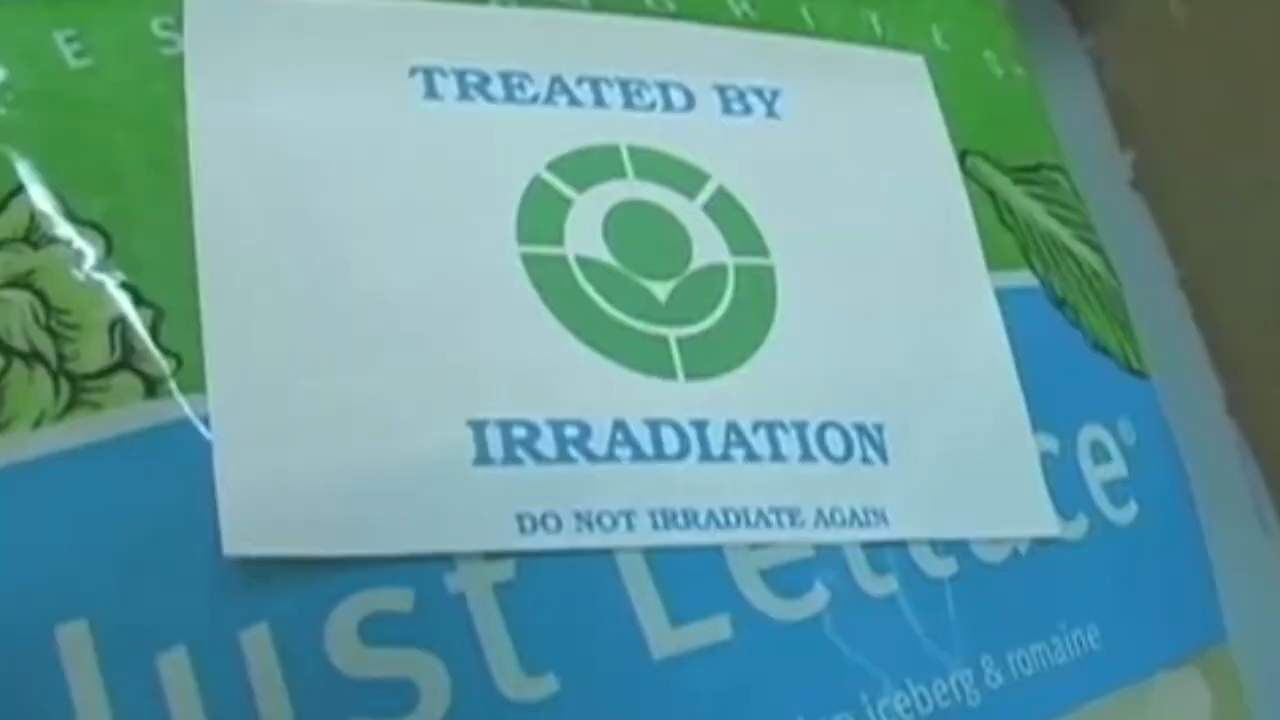 TREATED BY
IRRADIATION
DO NOT IRRADIATE AGAIN
Just Lettuce®
iceberg & romaine